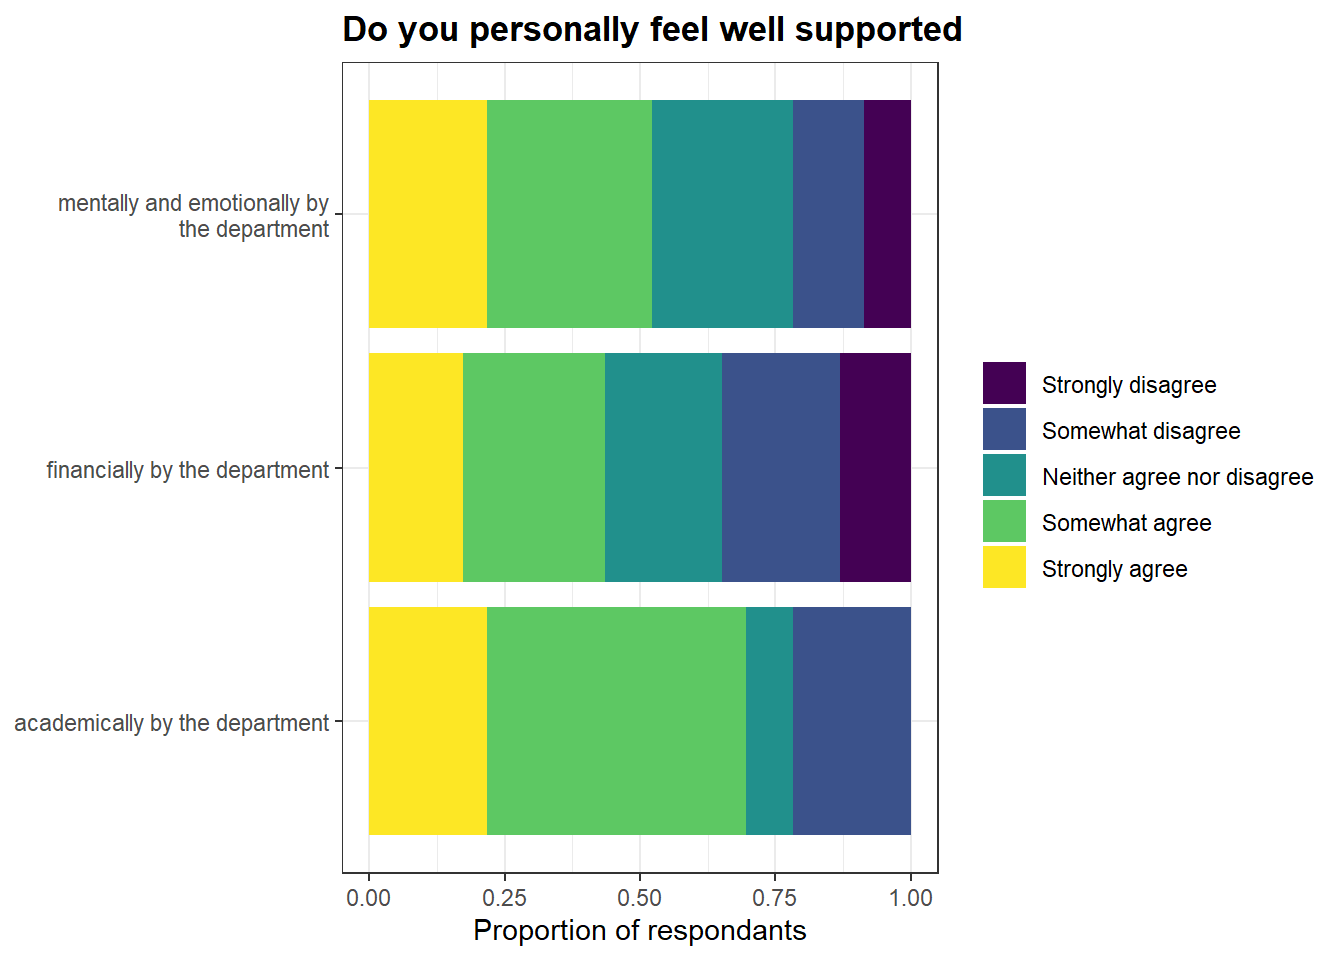 Do you personally feel well supported
mentally and emotionally by
the department
financially by the department
academically by the department
Strongly disagree
Somewhat disagree
Neither agree nor disagree
Somewhat agree
Strongly agree
0.00 0.25 0.50 0.75 1.00
Proportion of respondants